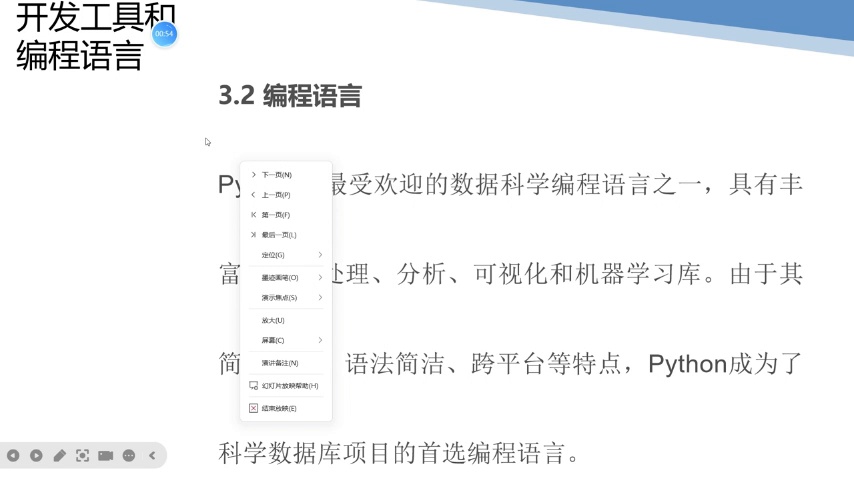 开发工具和
00:54
编程语言
3.2 编程语言
Py
最受欢迎的数据科学编程语言之一，具有丰
富
处理、分析、可视化和机器学习库。由于其
简
语法简洁、跨平台等特点，Python成为了
科学数据库项目的首选编程语言。
下一页(N)
上一页(P)
第一页(F)
最后一页(L)
定位(G)
墨迹画笔(O)
演示焦点(S)
放大(U)
屏幕(C)
演讲备注(N)
幻灯片放映帮助(H)
结束放映(E)